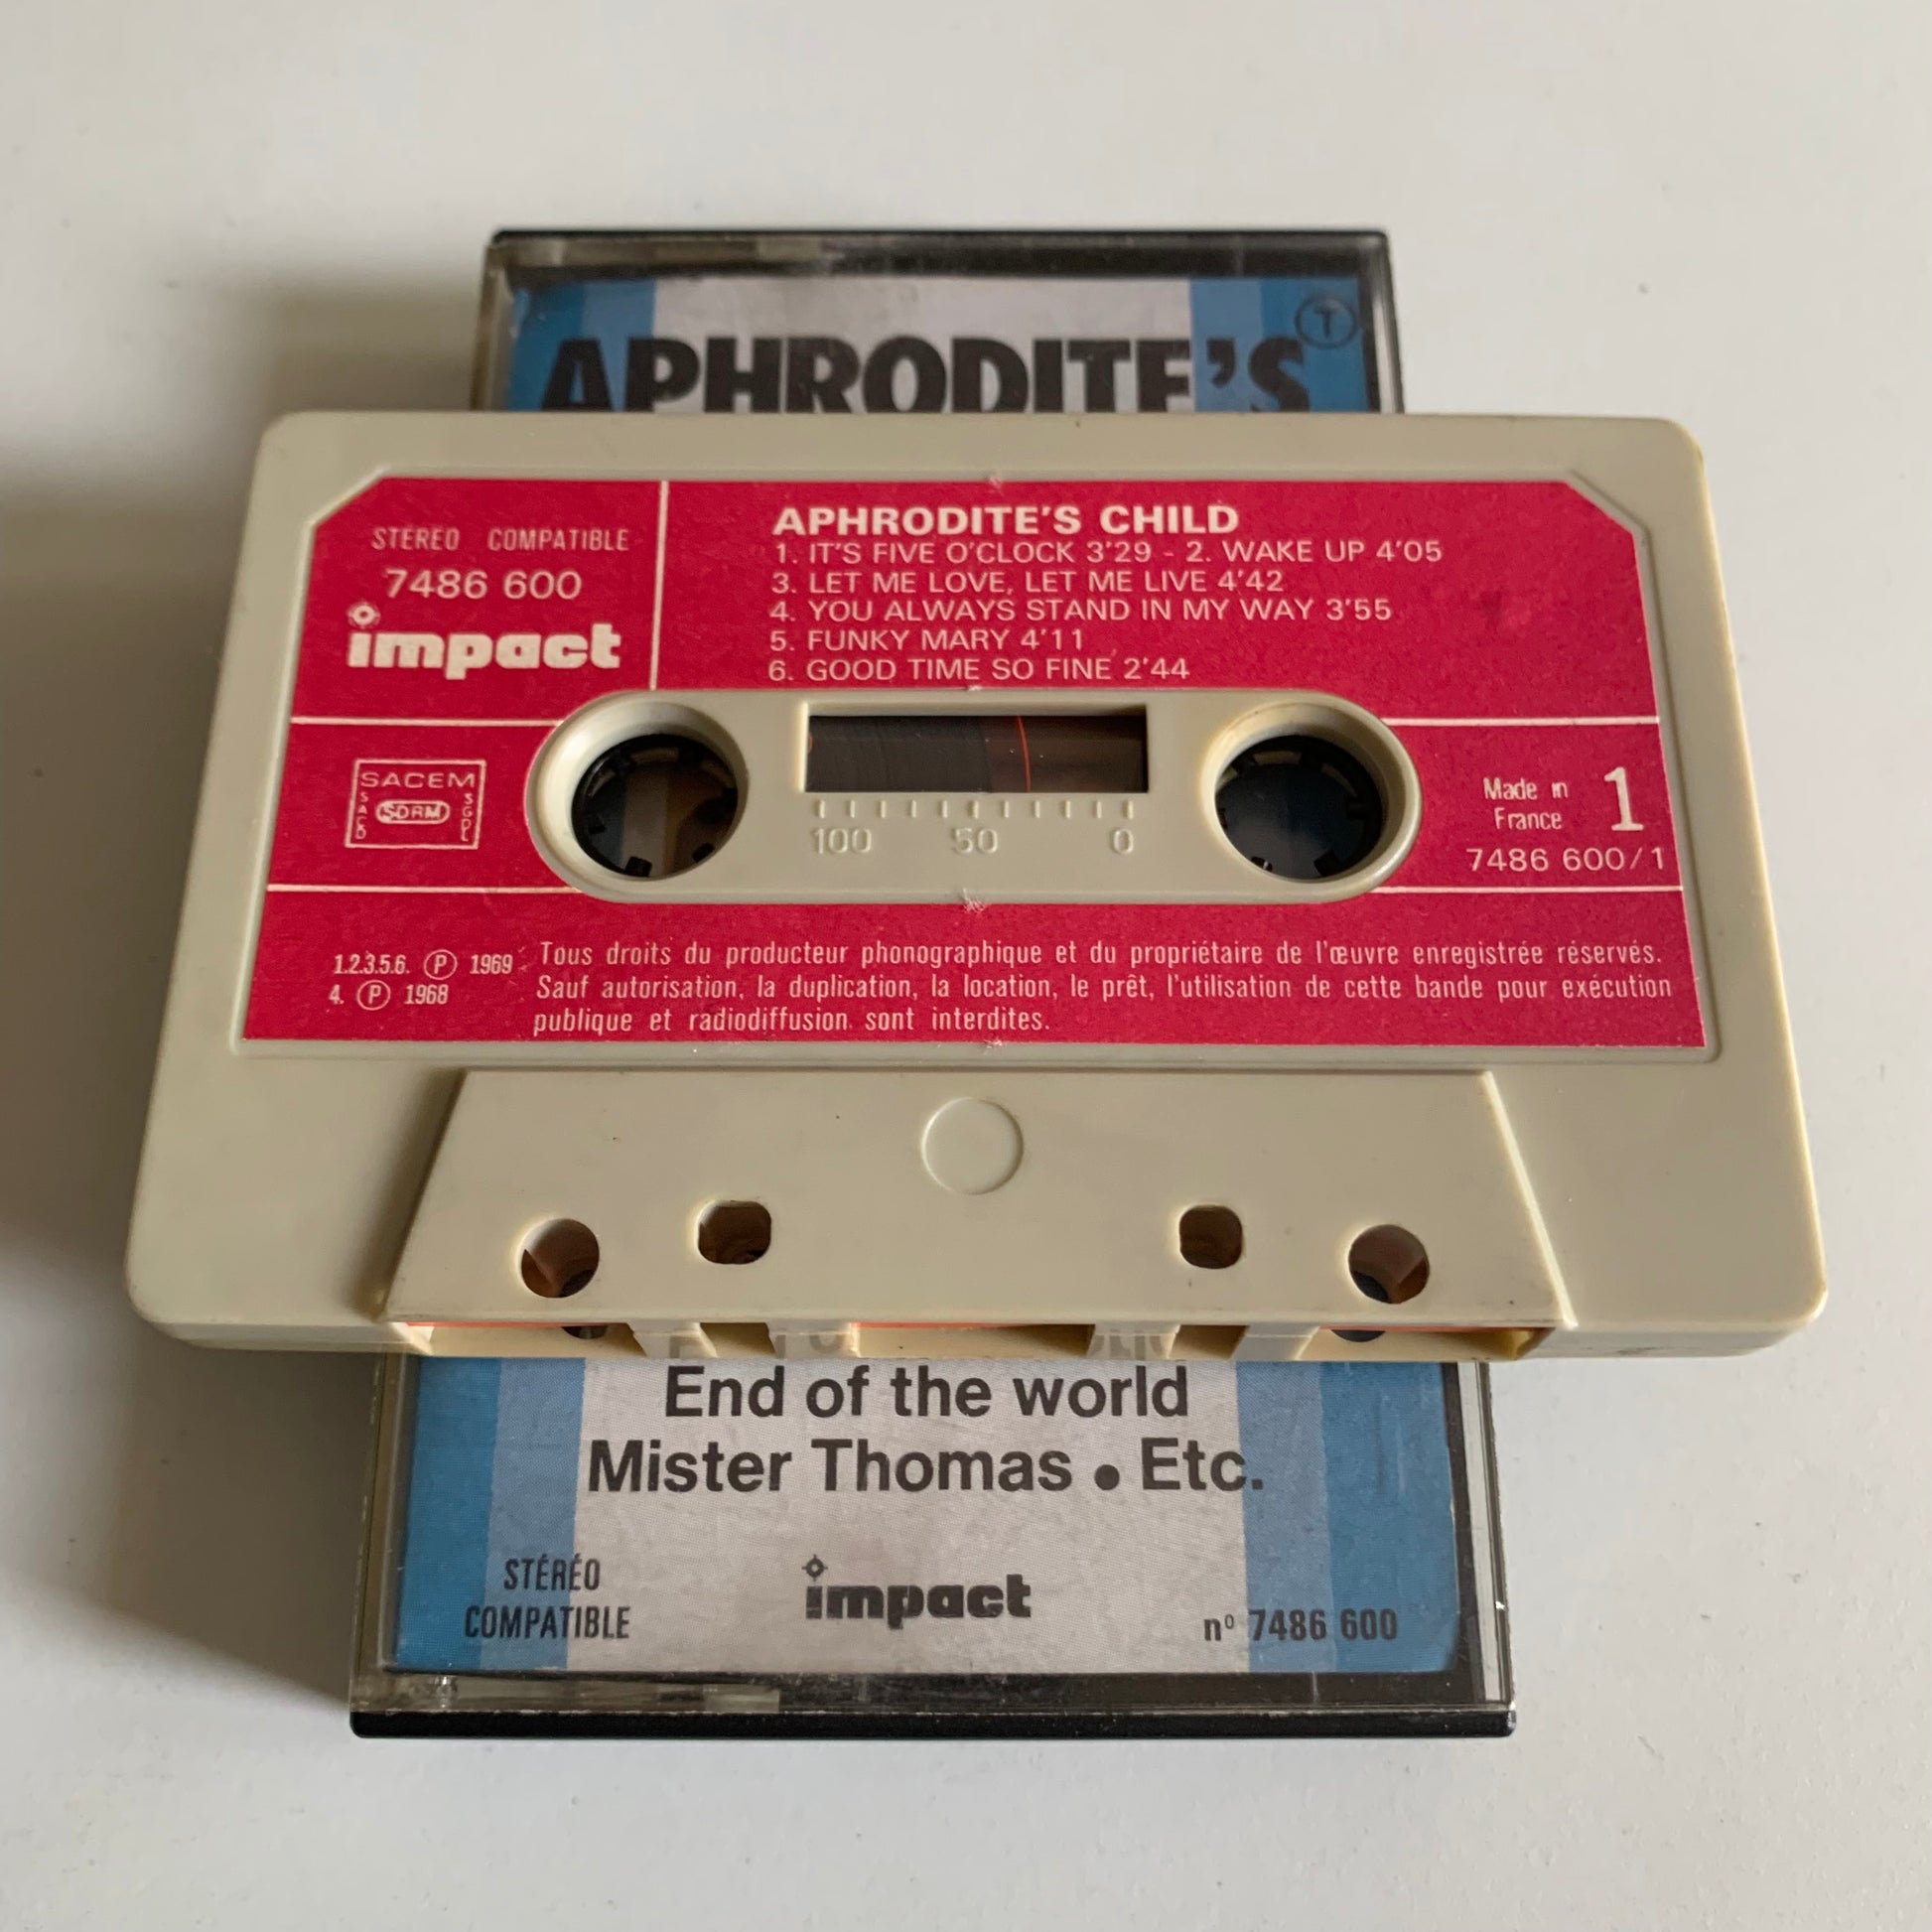 APHRODITE'S
T
STÉRÉO COMPATIBLE
7486 600
impact
APHRODITE'S CHILD
1. IT'S FIVE O'CLOCK 3'29 - 2. WAKE UP 4'05
3. LET ME LOVE, LET ME LIVE 4'42
4. YOU ALWAYS STAND IN MY WAY 3'55
5. FUNKY MARY 4'11
6. GOOD TIME SO FINE 2'44
SACEM
SACD
SDRM
SGDL
100 50 0
Made in
France
1
7486 600/1
1.2.3.5.6. Ⓟ 1969
4. Ⓟ 1968
Tous droits du producteur phonographique et du propriétaire de l'œuvre enregistrée réservés.
Sauf autorisation, la duplication, la location, le prêt, l'utilisation de cette bande pour exécution
publique et radiodiffusion sont interdites.
End of the world
Mister Thomas • Etc.
STÉRÉO
COMPATIBLE
impact
nº 7486 600